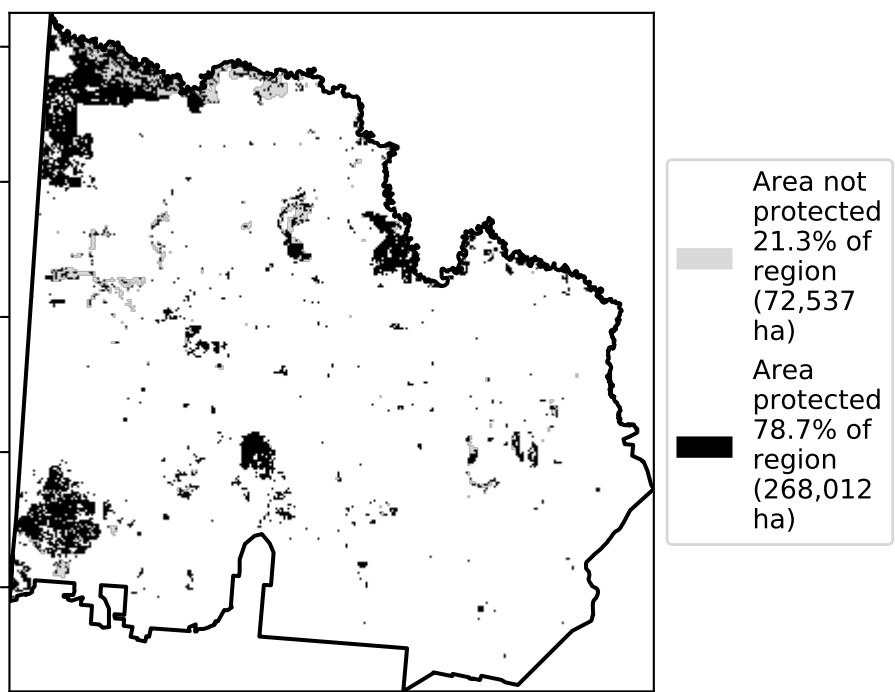 Area not
protected
21.3% of
region
(72,537
ha)
Area
protected
78.7% of
region
(268,012
ha)